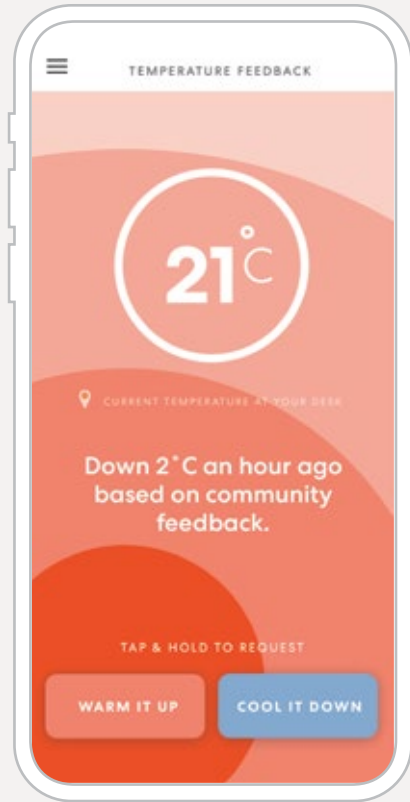 TEMPERATURE FEEDBACK
21°C
CURRENT TEMPERATURE AT YOUR DESK
Down 2°C an hour ago
based on community
feedback.
TAP & HOLD TO REQUEST
WARM IT UP
COOL IT DOWN